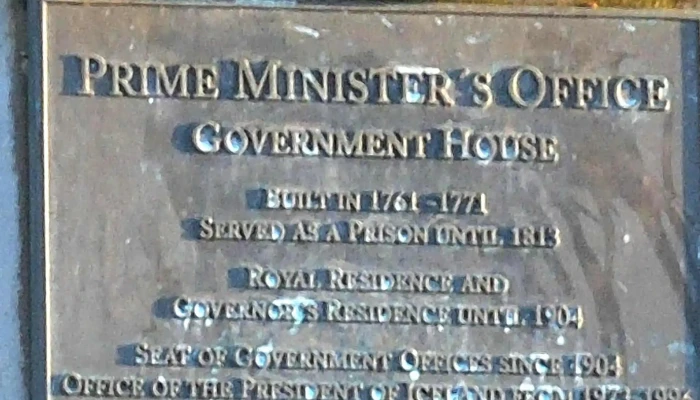 PRIME MINISTER´S OFFICE
GOVERNMENT HOUSE
BUILT IN 1761-1771
SERVED AS A PRISON UNTIL 1813
ROYAL RESIDENCE AND
GOVERNOR'S RESIDENCE UNTIL 1904
SEAT OF GOVERNMENT OFFICES SINCE 1904
OFFICE OF THE PRESIDENT OF ICELAND FROM